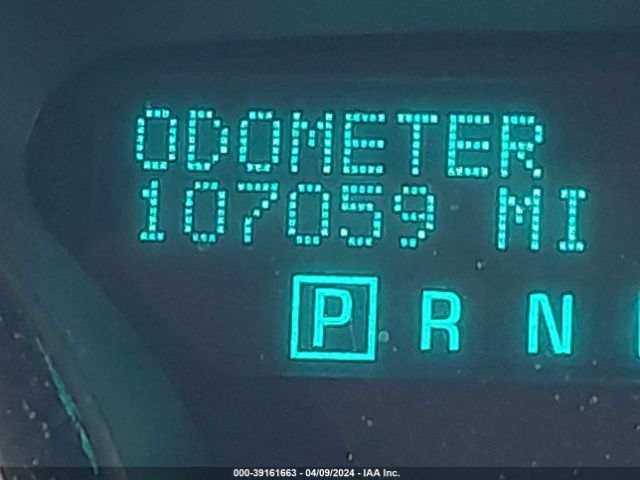 ODOMETER
107059 MI
P R N
000-39161663 - 04/09/2024 - IAA Inc.